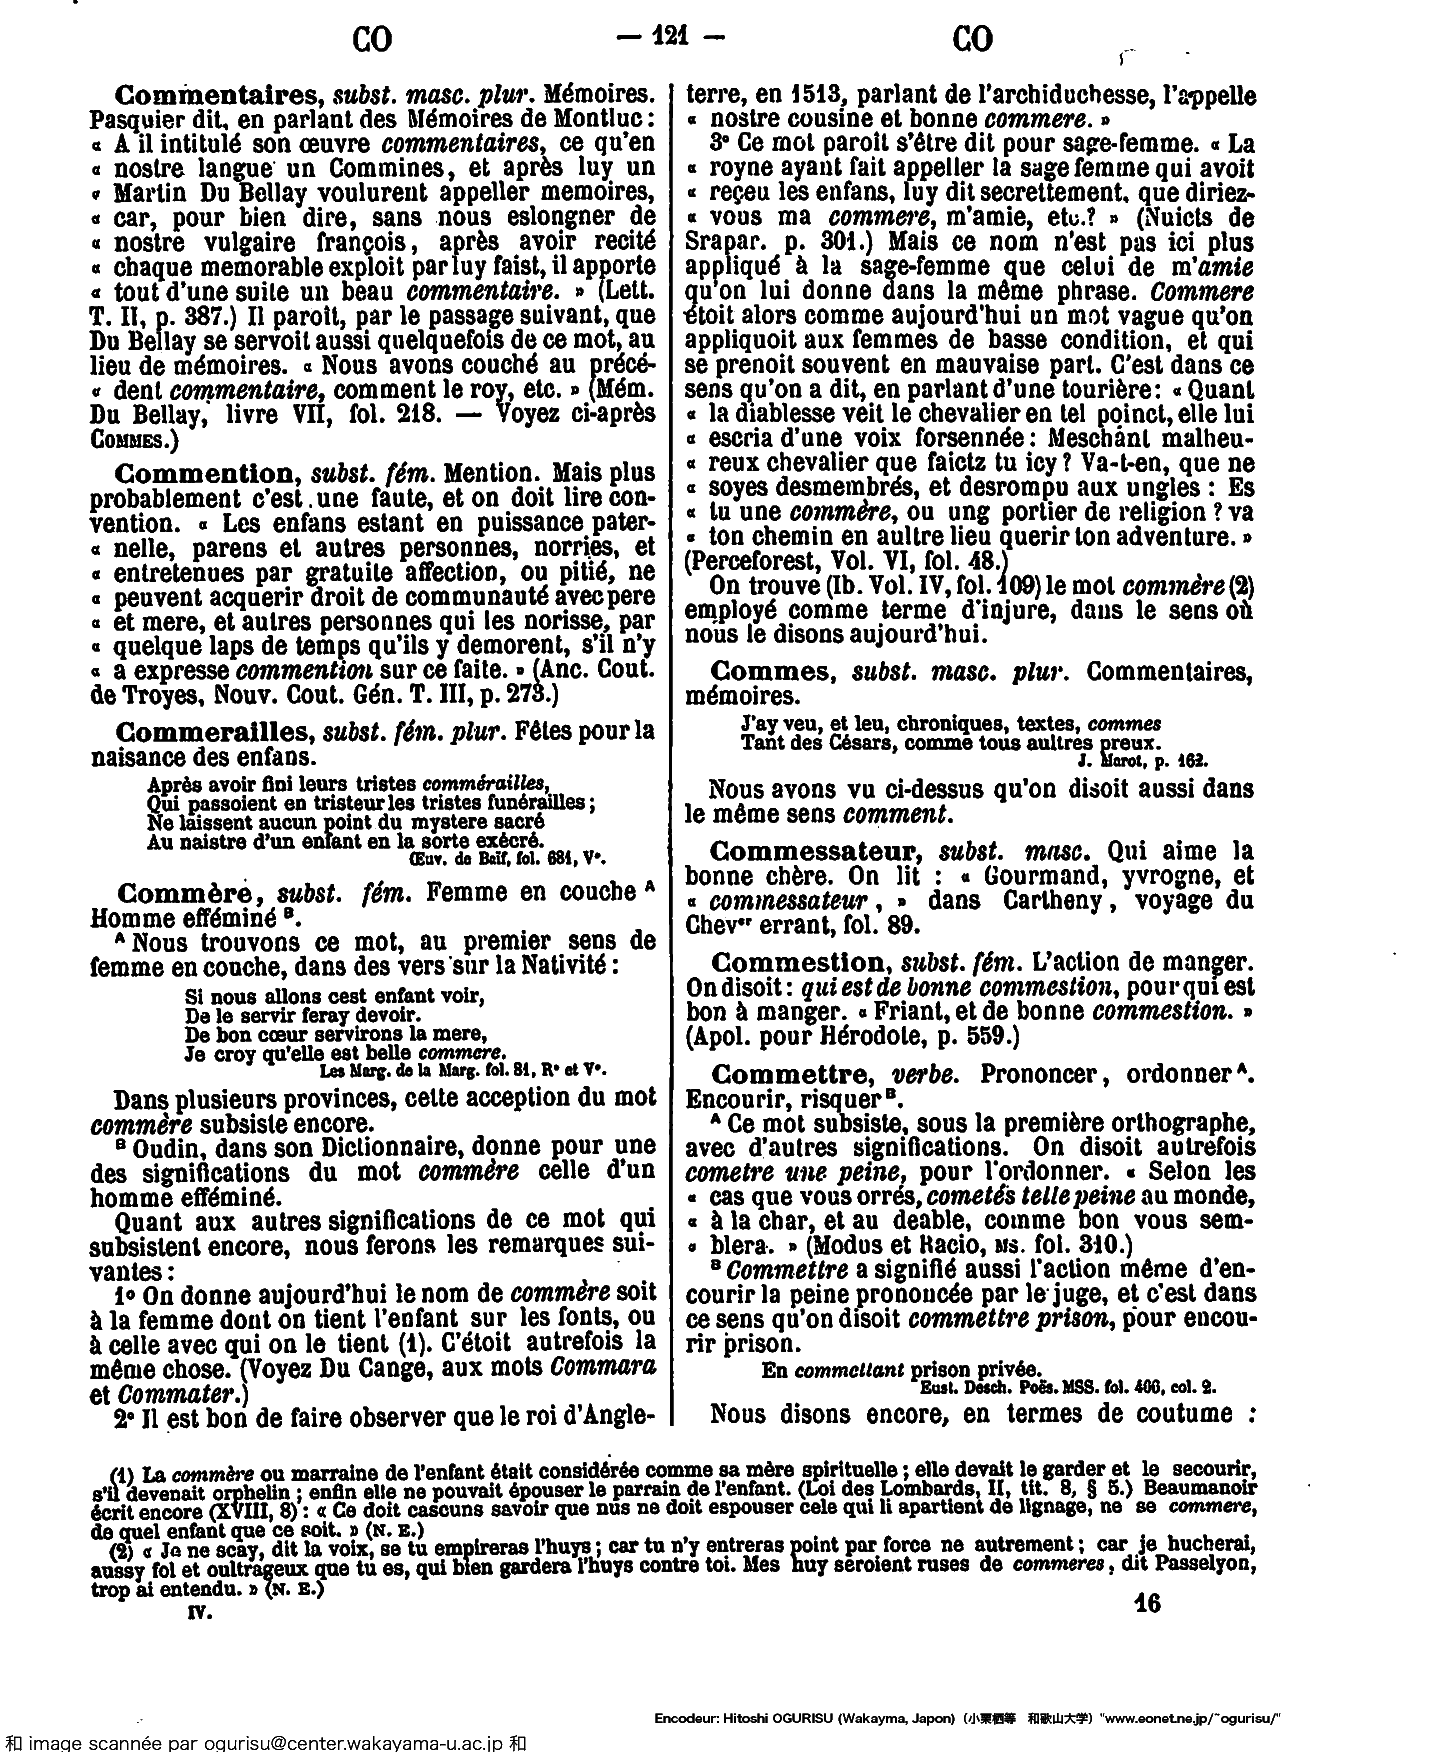 CO — 121 — CO
Commentaires, subst. masc. plur. Mémoires.
Pasquier dit, en parlant des Mémoires de Montluc :
« A il intitulé son œuvre commentaires, ce qu'en
« nostre langue un Commines, et après luy un
« Martin Du Bellay voulurent appeller memoires,
« car, pour bien dire, sans nous eslongner de
« nostre vulgaire françois, après avoir recité
« chaque memorable exploit par luy faist, il apporte
« tout d'une suite un beau commentaire. » (Lett.
T. II, p. 387.) Il paroît, par le passage suivant, que
Du Bellay se servoit aussi quelquefois de ce mot, au
lieu de mémoires. « Nous avons couché au précé-
« dent commentaire, comment le roy, etc. » (Mém.
Du Bellay, livre VII, fol. 218. — Voyez ci-après
COMMES.)
Commention, subst. fém. Mention. Mais plus
probablement c'est une faute, et on doit lire con-
vention. « Les enfans estant en puissance pater-
« nelle, parens et autres personnes, norries, et
« entretenues par gratuite affection, ou pitié, ne
« peuvent acquerir droit de communauté avec pere
« et mere, et autres personnes qui les norisse, par
« quelque laps de temps qu'ils y demorent, s'il n'y
« a expresse commention sur ce faite. » (Anc. Cout.
de Troyes, Nouv. Cout. Gén. T. III, p. 273.)
Commerailles, subst. fém. plur. Fêtes pour la
naisance des enfans.
Après avoir fini leurs tristes commérailles,
Qui passoient en tristeur les tristes funérailles ;
Ne laissent aucun point du mystere sacré
Au naistre d'un enfant en la sorte exécré.
Œuv. de Baïf, fol. 681, V°.
Commère, subst. fém. Femme en couche A
Homme efféminé B.
A Nous trouvons ce mot, au premier sens de
femme en couche, dans des vers sur la Nativité :
Si nous allons cest enfant voir,
De le servir feray devoir.
De bon cœur servirons la mere,
Je croy qu'elle est belle commere.
Les Marg. de la Marg. fol. 81, R° et V°.
Dans plusieurs provinces, cette acception du mot
commère subsiste encore.
B Oudin, dans son Dictionnaire, donne pour une
des significations du mot commère celle d'un
homme efféminé.
Quant aux autres significations de ce mot qui
subsistent encore, nous ferons les remarques sui-
vantes :
1° On donne aujourd'hui le nom de commère soit
à la femme dont on tient l'enfant sur les fonts, ou
à celle avec qui on le tient (1). C'étoit autrefois la
même chose. (Voyez Du Cange, aux mots Commara
et Commater.)
2° Il est bon de faire observer que le roi d'Angle-
terre, en 1513, parlant de l'archiduchesse, l'appelle
« nostre cousine et bonne commere. »
3° Ce mot paroît s'être dit pour sage-femme. « La
« royne ayant fait appeller la sage femme qui avoit
« reçeu les enfans, luy dit secrettement, que diriez-
« vous ma commere, m'amie, etc.? » (Nuicts de
Srapar. p. 301.) Mais ce nom n'est pas ici plus
appliqué à la sage-femme que celui de m'amie
qu'on lui donne dans la même phrase. Commere
étoit alors comme aujourd'hui un mot vague qu'on
appliquoit aux femmes de basse condition, et qui
se prenoit souvent en mauvaise part. C'est dans ce
sens qu'on a dit, en parlant d'une tourière : « Quant
« la diablesse veit le chevalier en tel poinct, elle lui
« escria d'une voix forsennée : Meschant malheu-
« reux chevalier que faictz tu icy ? Va-t-en, que ne
« soyes desmembrés, et desrompu aux ungles : Es
« tu une commère, ou ung portier de religion ? va
« ton chemin en aultre lieu querir ton adventure. »
(Perceforest, Vol. VI, fol. 48.)
On trouve (Ib. Vol. IV, fol. 109) le mot commère (2)
employé comme terme d'injure, dans le sens où
nous le disons aujourd'hui.
Commes, subst. masc. plur. Commentaires,
mémoires.
J'ay veu, et leu, chroniques, textes, commes
Tant des Césars, comme tous aultres preux.
J. Marot, p. 162.
Nous avons vu ci-dessus qu'on disoit aussi dans
le même sens comment.
Commessateur, subst. masc. Qui aime la
bonne chère. On lit : « Gourmand, yvrogne, et
« commessateur, » dans Cartheny, voyage du
Chever errant, fol. 89.
Commestion, subst. fém. L'action de manger.
On disoit : qui est de bonne commestion, pour qui est
bon à manger. « Friant, et de bonne commestion. »
(Apol. pour Hérodote, p. 559.)
Commettre, verbe. Prononcer, ordonner A.
Encourir, risquer B.
A Ce mot subsiste, sous la première orthographe,
avec d'autres significations. On disoit autrefois
cometre une peine, pour l'ordonner. « Selon les
« cas que vous orrés, cometés telle peine au monde,
« à la char, et au deable, comme bon vous sem-
« blera. » (Modus et Racio, MS. fol. 310.)
B Commettre a signifié aussi l'action même d'en-
courir la peine prononcée par le juge, et c'est dans
ce sens qu'on disoit commettre prison, pour encou-
rir prison.
En commettant prison privée.
Eust. Desch. Poës. MSS. fol. 400, col. 2.
Nous disons encore, en termes de coutume :
(1) La commère ou marraine de l'enfant était considérée comme sa mère spirituelle ; elle devait le garder et le secourir,
s'il devenait orphelin ; enfin elle ne pouvait épouser le parrain de l'enfant. (Loi des Lombards, II, tit. 8, § 5.) Beaumanoir
écrit encore (XVIII, 8) : « Ce doit cascuns savoir que nus ne doit espouser cele qui li apartient de lignage, ne se commere,
de quel enfant que ce soit. » (N. E.)
(2) « Je ne scay, dit la voix, se tu empireras l'huys ; car tu n'y entreras point par force ne autrement ; car je hucherai,
aussy fol et oultrageux que tu es, qui bien gardera l'huys contre toi. Mes huy seroient ruses de commeres, dit Passelyon,
trop ai entendu. » (N. E.)
IV. 16
Encodeur: Hitoshi OGURISU (Wakayma, Japon) (小栗栖等 和歌山大学) "www.eonet.ne.jp/~ogurisu/"
和 image scannée par ogurisu@center.wakayama-u.ac.jp 和